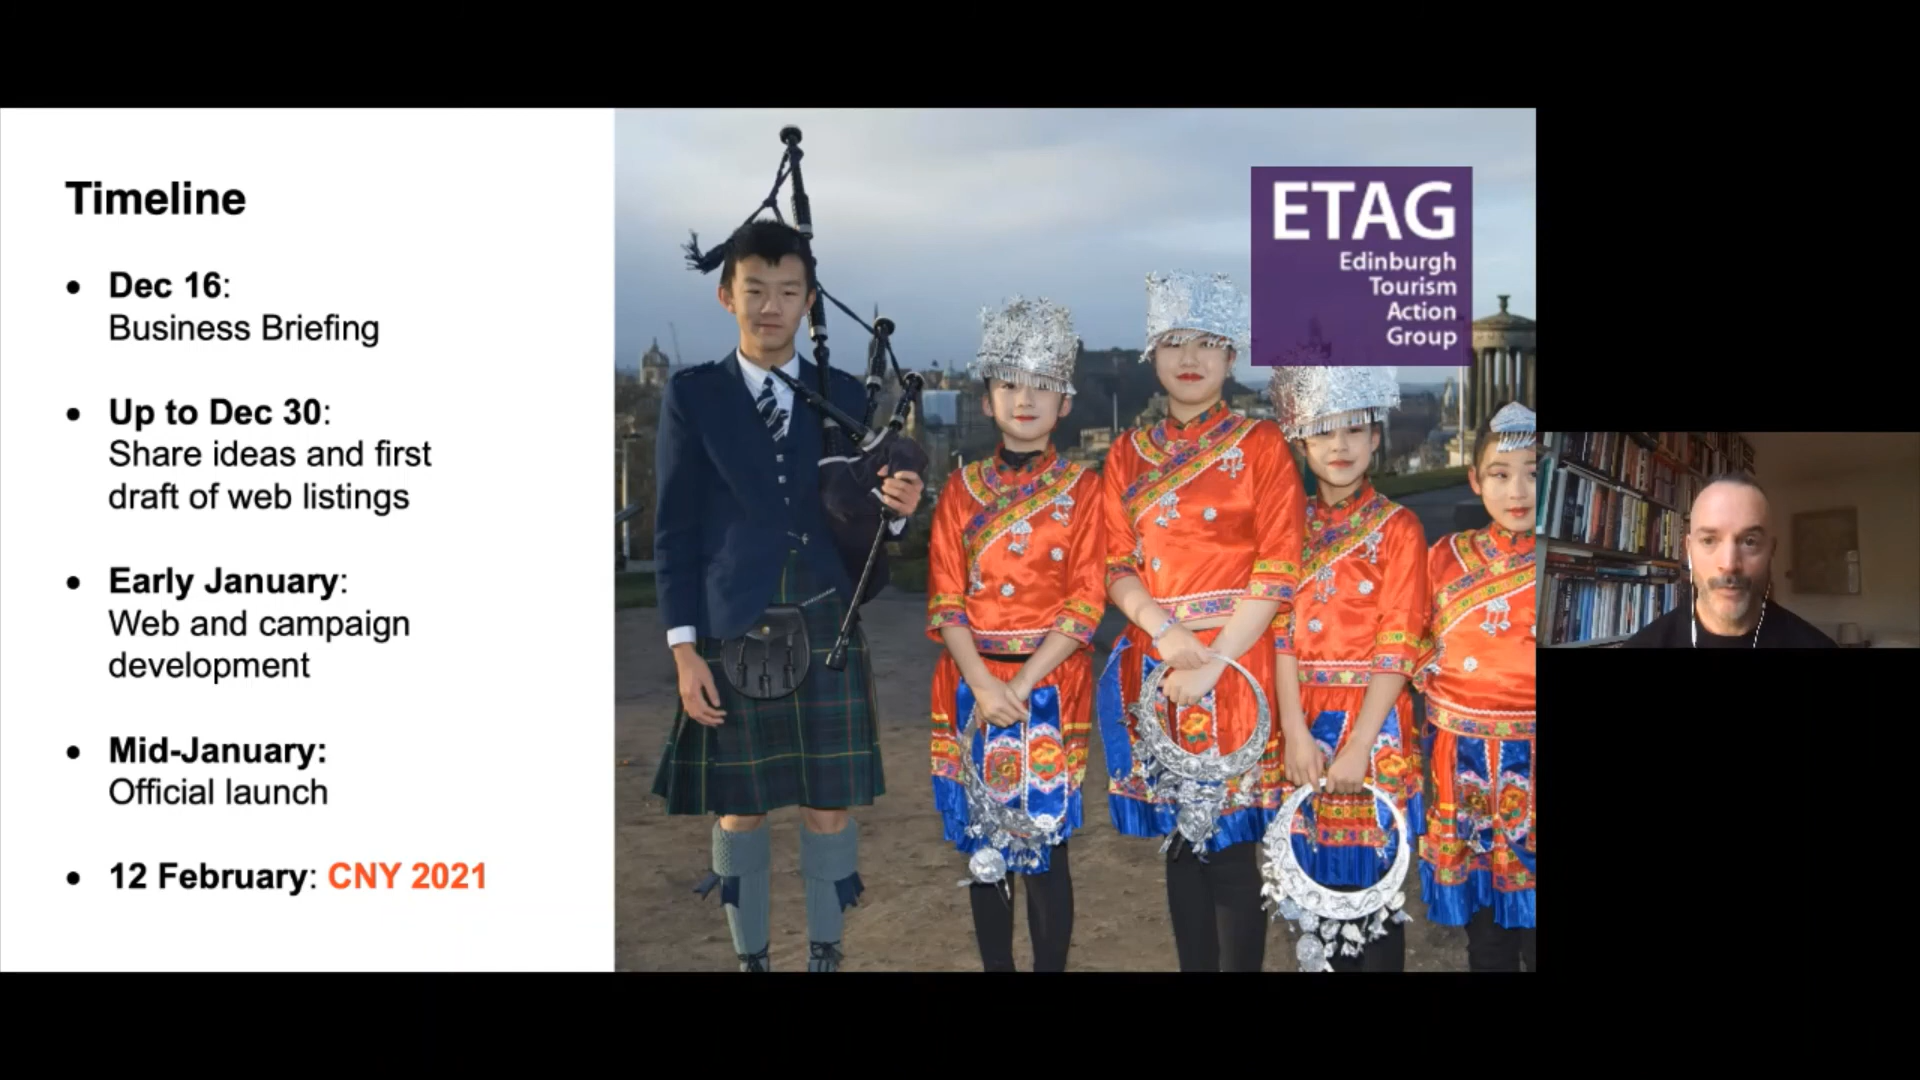 Timeline
• Dec 16:
Business Briefing
• Up to Dec 30:
Share ideas and first
draft of web listings
• Early January:
Web and campaign
development
• Mid-January:
Official launch
• 12 February: CNY 2021
ETAG
Edinburgh
Tourism
Action
Group